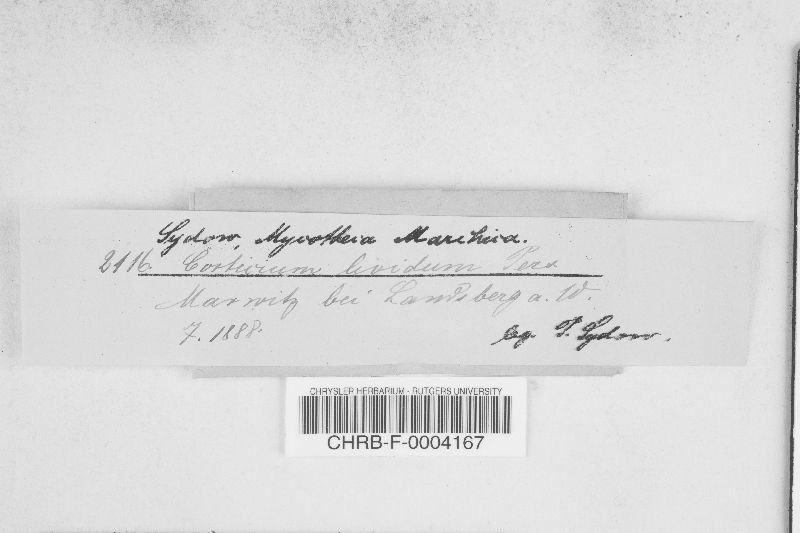 Sydow, Mycotheca Marchica.
2116 Corticium lividum Pers
Marwitz bei Landsberg a. W.
7. 1888.
leg. P. Sydow.
CHRYSLER HERBARIUM - RUTGERS UNIVERSITY
CHRB-F-0004167